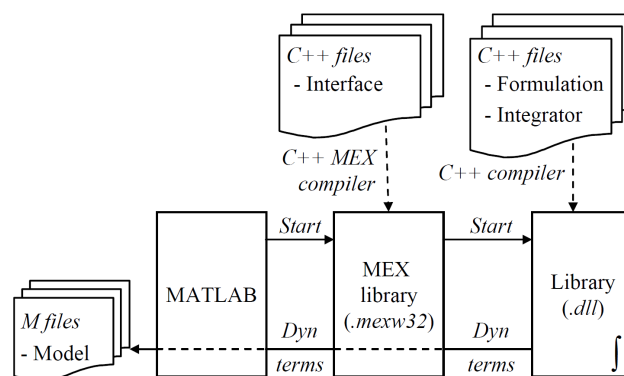 C++ files
- Interface
C++ files
- Formulation
- Integrator
C++ MEX
compiler
C++ compiler
Start
Start
MATLAB
MEX
library
(.mexw32)
Library
(.dll)
M files
- Model
Dyn
terms
Dyn
terms
∫